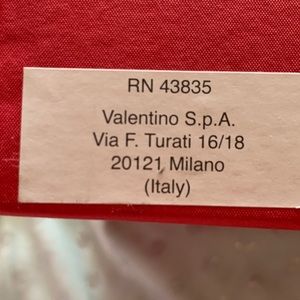 RN 43835
Valentino S.p.A.
Via F. Turati 16/18
20121 Milano
(Italy)